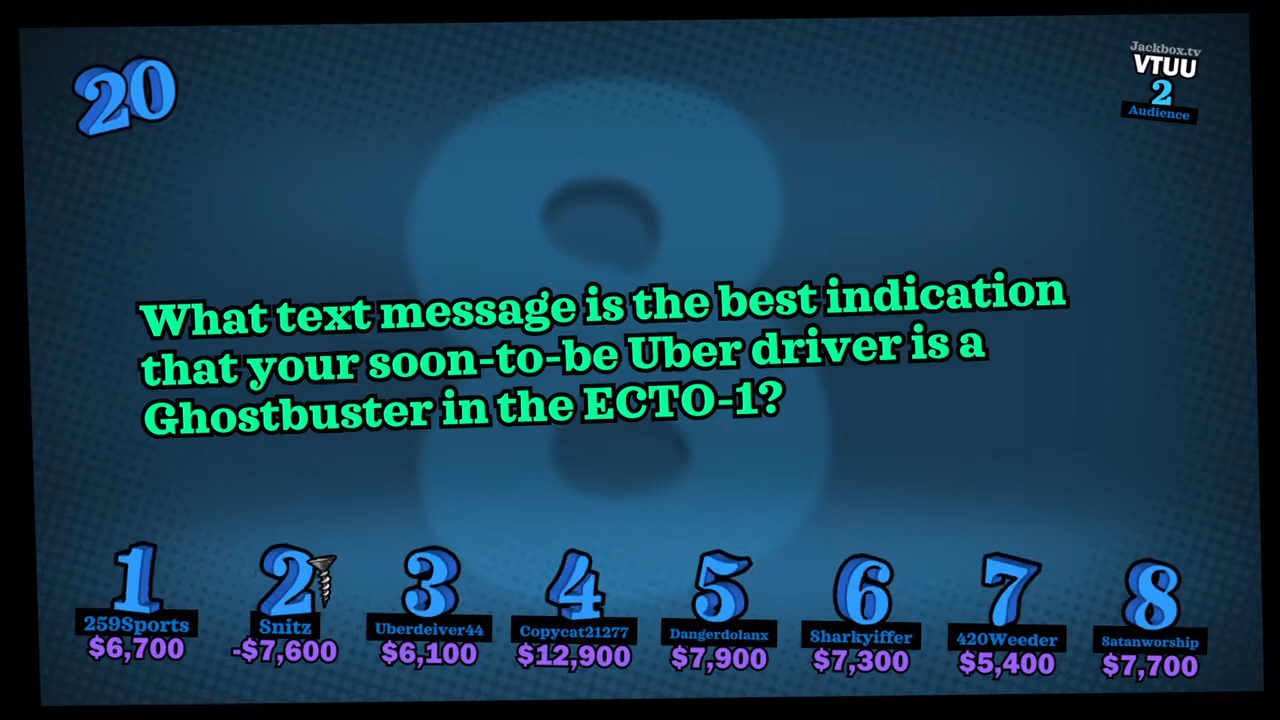 20
Jackbox.tv
VTUU
2
Audience
8
What text message is the best indication
that your soon-to-be Uber driver is a
Ghostbuster in the ECTO-1?
1 2 3 4 5 6 7 8
259Sports Snitz Uberdeiver44 Copycat21277 Dangerdolanx Sharkyiffer 420Weeder Satanworship
$6,700 -$7,600 $6,100 $12,900 $7,900 $7,300 $5,400 $7,700